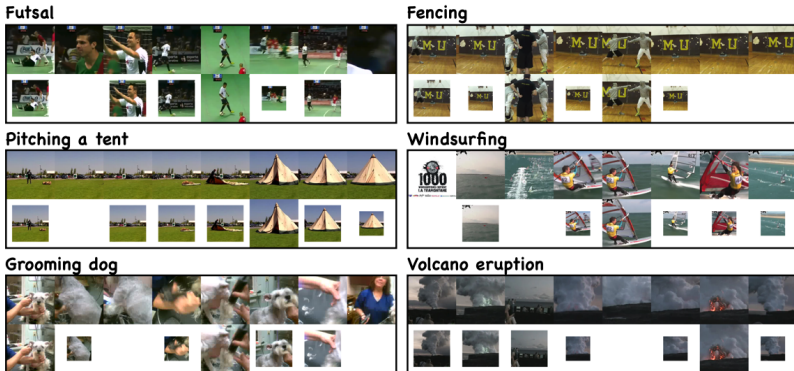 Futsal
Fencing
M U
M-U
Pitching a tent
Windsurfing
1000
Grooming dog
Volcano eruption